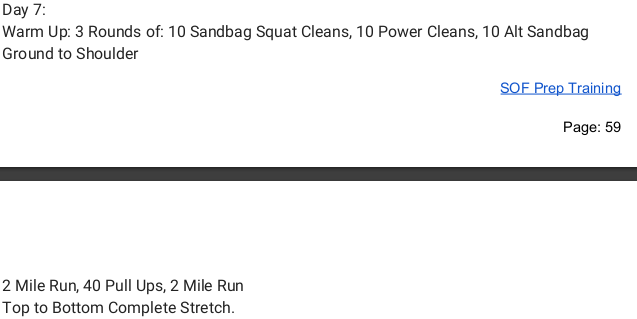 Day 7:
Warm Up: 3 Rounds of: 10 Sandbag Squat Cleans, 10 Power Cleans, 10 Alt Sandbag
Ground to Shoulder
SOF Prep Training
Page: 59
2 Mile Run, 40 Pull Ups, 2 Mile Run
Top to Bottom Complete Stretch.